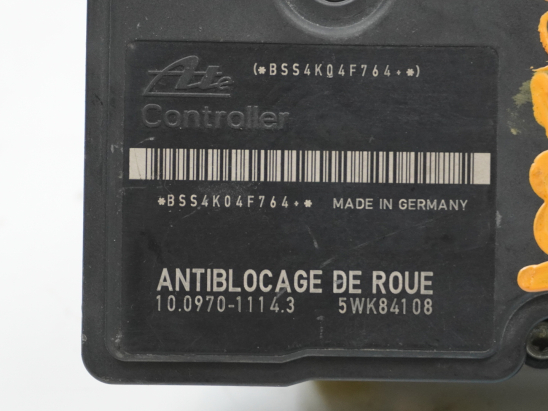 (*BSS4K04F764+*)
Ate
Controller
*BSS4K04F764+* MADE IN GERMANY
ANTIBLOCAGE DE ROUE
10.0970-1114.3 5WK84108